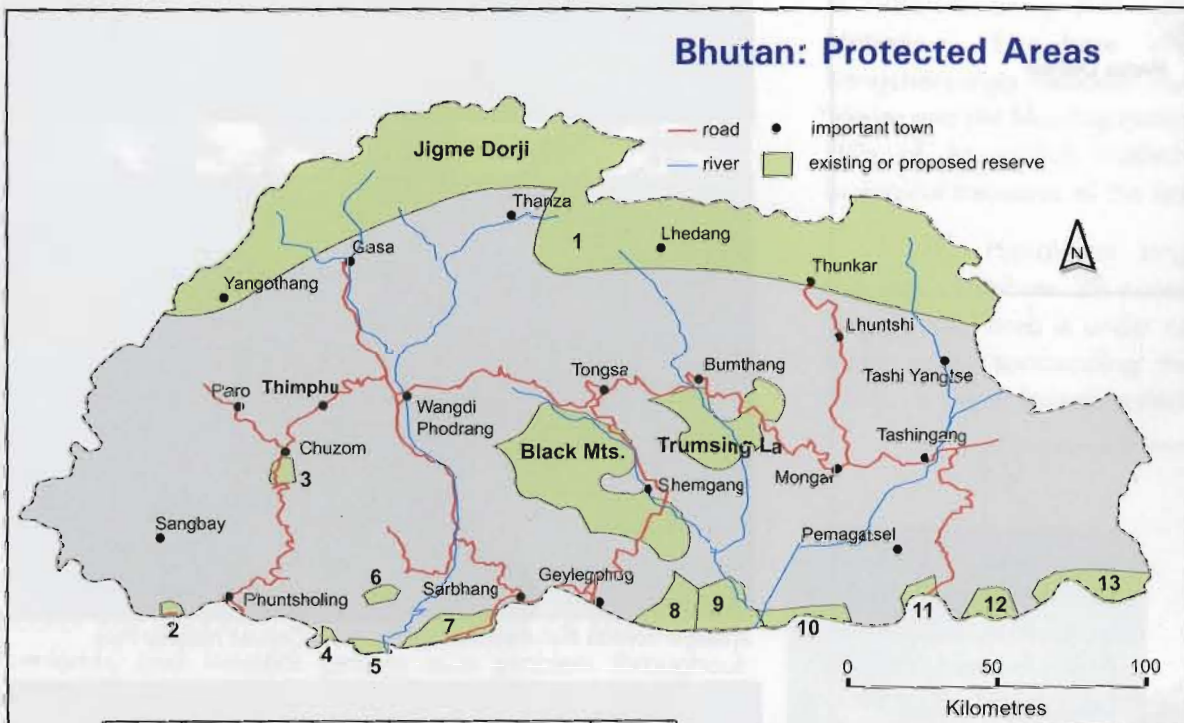 Bhutan: Protected Areas
road
important town
river
existing or proposed reserve
Jigme Dorji
Thanza
1
Lhedang
N
Gasa
Yangothang
Thunkar
Lhuntshi
Tongsa
Bumthang
Tashi Yangtse
Paro
Thimphu
Wangdi
Phodrang
Chuzom
3
Black Mts.
Trumsing La
Tashingang
Mongar
Shemgang
Sangbay
Pemagatsel
6
Sarbhang
Geylegphug
Phuntsholing
2
4
5
7
8
9
10
11
12
13
0
50
100
Kilometres